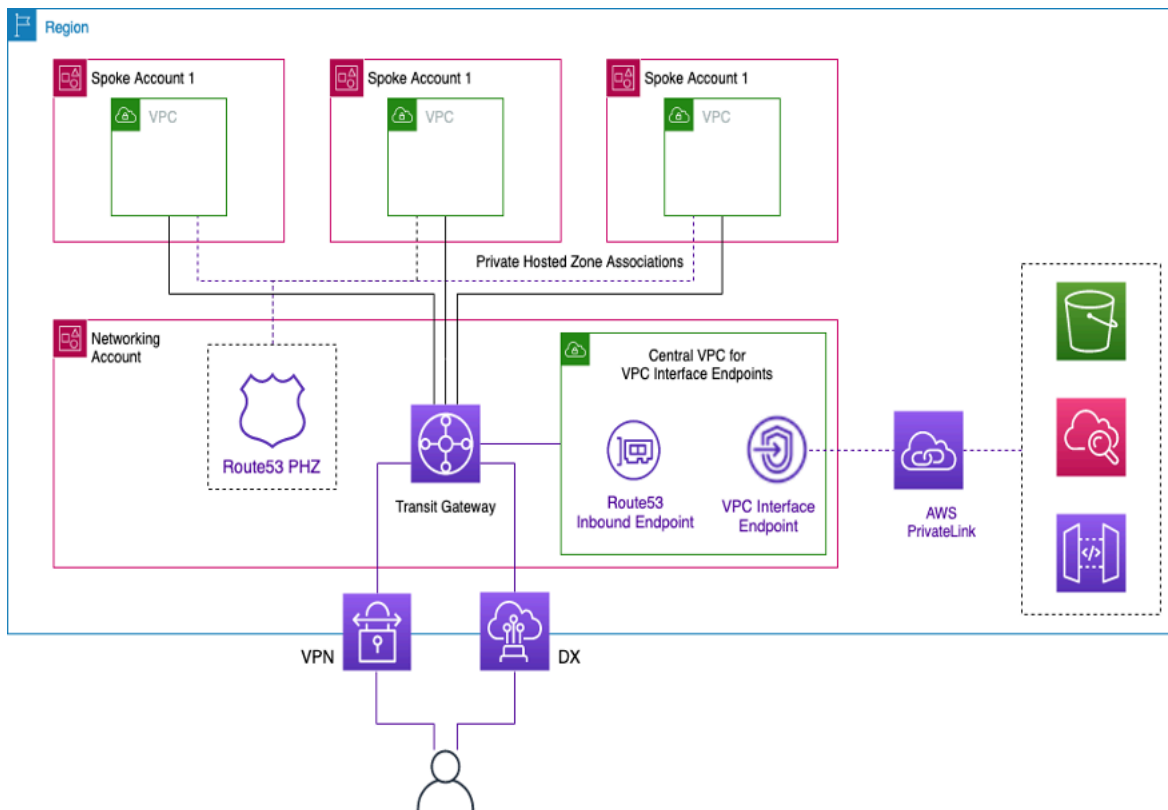 Region
Spoke Account 1
VPC
Spoke Account 1
VPC
Spoke Account 1
VPC
Private Hosted Zone Associations
Networking
Account
Route53 PHZ
Transit Gateway
Central VPC for
VPC Interface Endpoints
Route53
Inbound Endpoint
VPC Interface
Endpoint
AWS
PrivateLink
</>
VPN
DX